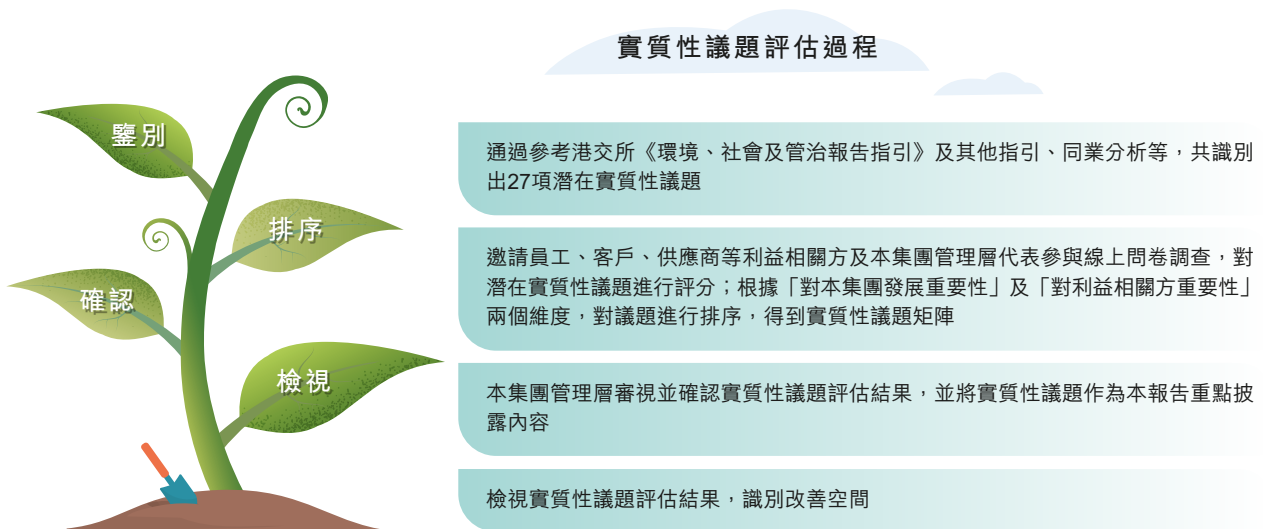 實質性議題評估過程
鑒別
通過參考港交所《環境、社會及管治報告指引》及其他指引、同業分析等，共識別
出27項潛在實質性議題
排序
邀請員工、客戶、供應商等利益相關方及本集團管理層代表參與線上問卷調查，對
潛在實質性議題進行評分；根據「對本集團發展重要性」及「對利益相關方重要性」
兩個維度，對議題進行排序，得到實質性議題矩陣
確認
本集團管理層審視並確認實質性議題評估結果，並將實質性議題作為本報告重點披
露內容
檢視
檢視實質性議題評估結果，識別改善空間